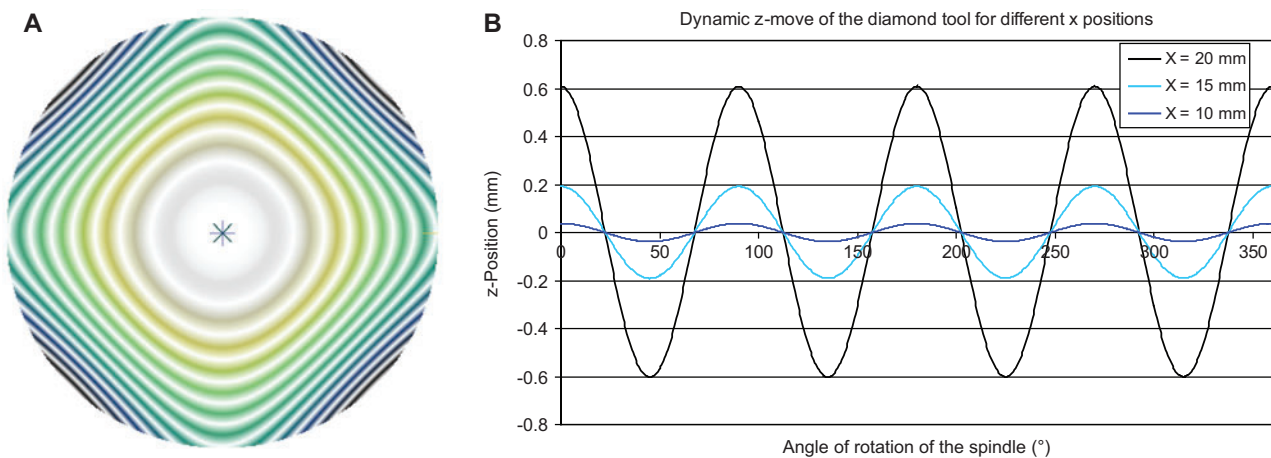 A
B
Dynamic z-move of the diamond tool for different x positions
X = 20 mm
X = 15 mm
X = 10 mm
z-Position (mm)
0.8
0.6
0.4
0.2
0
-0.2
-0.4
-0.6
-0.8
0 50 100 150 200 250 300 350
Angle of rotation of the spindle (°)